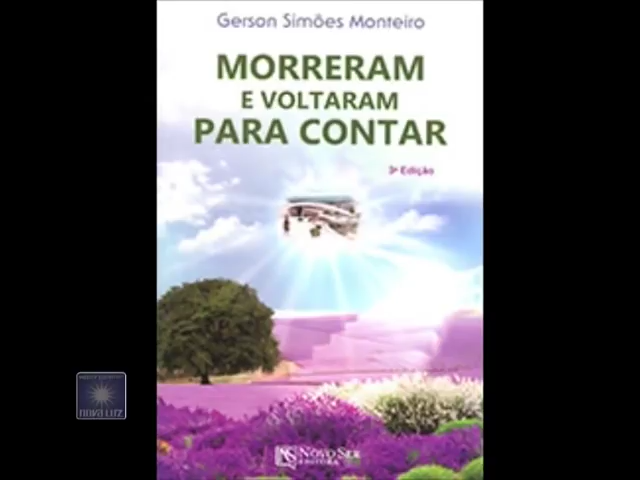 Gerson Simões Monteiro
MORRERAM
E VOLTARAM
PARA CONTAR
3ª Edição
NOVA LUZ
NOVO SER
EDITORA